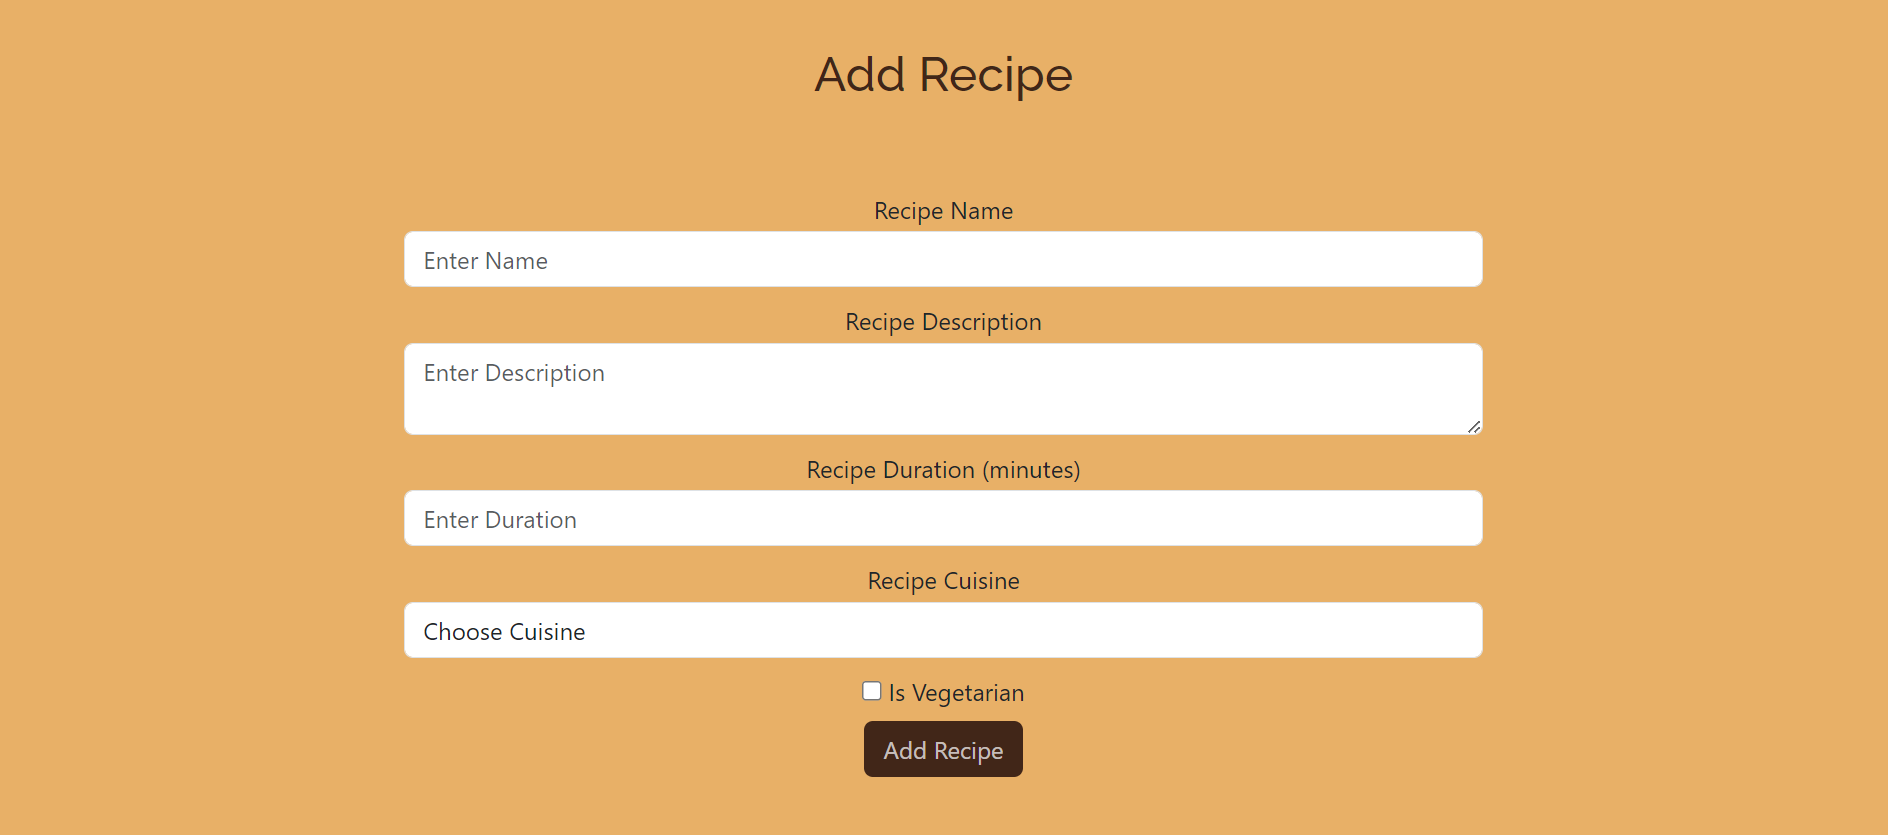 Add Recipe
Recipe Name
Enter Name
Recipe Description
Enter Description
Recipe Duration (minutes)
Enter Duration
Recipe Cuisine
Choose Cuisine
Is Vegetarian
Add Recipe